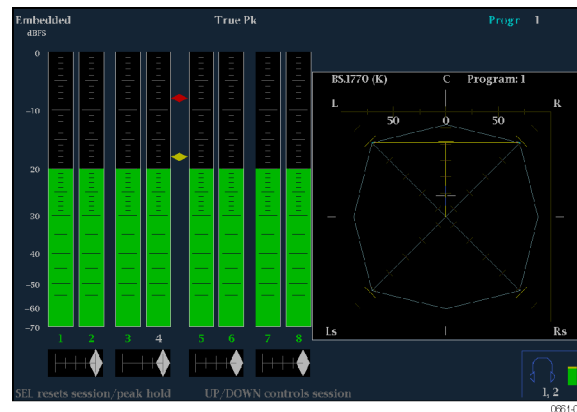 Embedded True Pk Progr 1
dBFS
0
-10
20
30
40
-50
-60
-70
BS.1770 (K) C Program: 1
L R
50 0 50
Ls Rs
1 2 3 4 5 6 7 8
SEL resets session/peak hold UP/DOWN controls session
1, 2